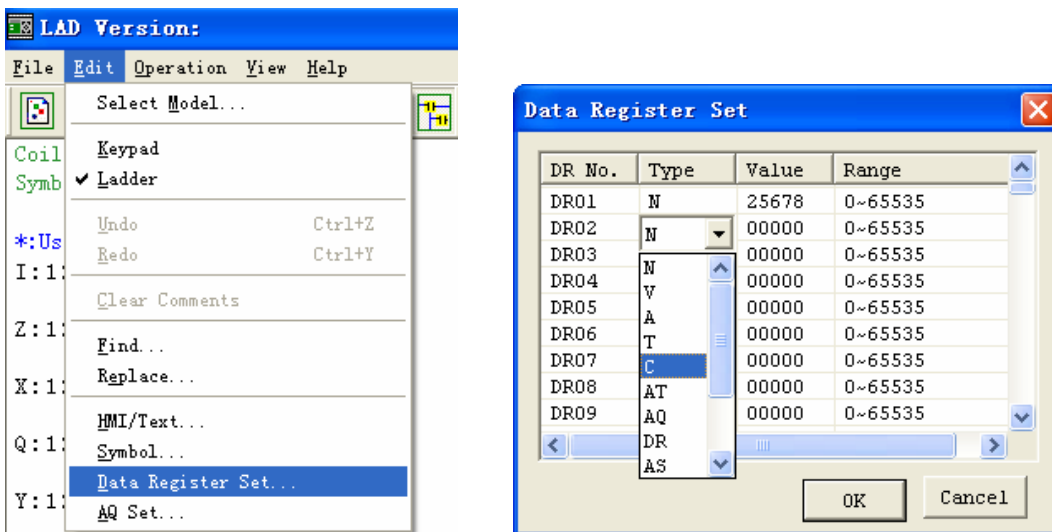 LAD Version:
File Edit Operation View Help
Select Model...
Keypad
✔ Ladder
Undo Ctrl+Z
Redo Ctrl+Y
Clear Comments
Find...
Replace...
HMI/Text...
Symbol...
Data Register Set...
AQ Set...
Coil
Symb
*:Us
I:1
Z:1
X:1
Q:1
Y:1
Data Register Set
DR No. Type Value Range
DR01 N 25678 0~65535
DR02 N 00000 0~65535
DR03 00000 0~65535
DR04 00000 0~65535
DR05 00000 0~65535
DR06 00000 0~65535
DR07 00000 0~65535
DR08 00000 0~65535
DR09 00000 0~65535
N
V
A
T
C
AT
AQ
DR
AS
OK Cancel